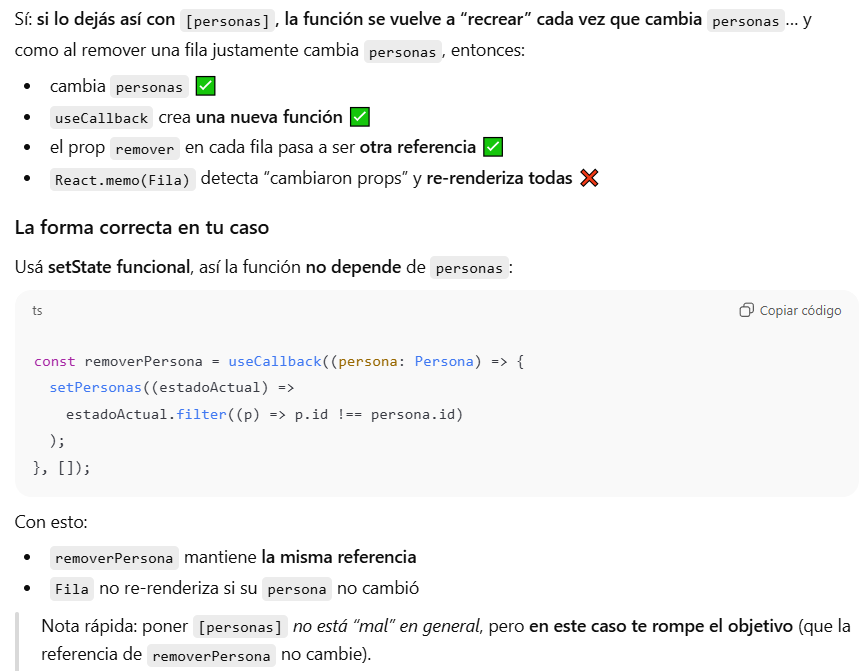 Sí: si lo dejás así con [personas], la función se vuelve a “recrear” cada vez que cambia personas… y
como al remover una fila justamente cambia personas, entonces:
• cambia personas ✅
• useCallback crea una nueva función ✅
• el prop remover en cada fila pasa a ser otra referencia ✅
• React.memo(Fila) detecta “cambiaron props” y re-renderiza todas ❌
La forma correcta en tu caso
Usá setState funcional, así la función no depende de personas:
ts
Copiar código
const removerPersona = useCallback((persona: Persona) => {
  setPersonas((estadoActual) =>
    estadoActual.filter((p) => p.id !== persona.id)
  );
}, []);
Con esto:
• removerPersona mantiene la misma referencia
• Fila no re-renderiza si su persona no cambió
Nota rápida: poner [personas] no está “mal” en general, pero en este caso te rompe el objetivo (que la
referencia de removerPersona no cambie).